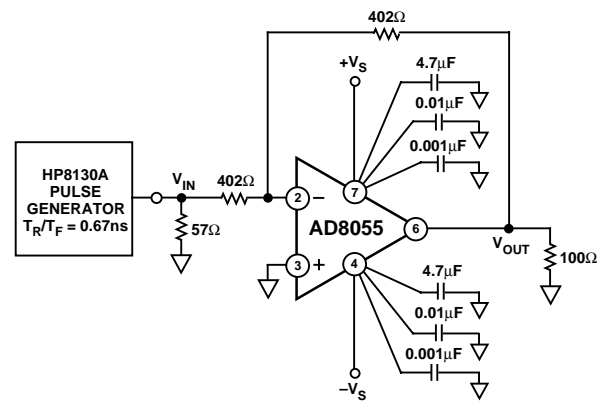 402Ω
+VS
4.7μF
0.01μF
0.001μF
HP8130A
PULSE
GENERATOR
TR/TF = 0.67ns
VIN
402Ω
57Ω
2
−
7
AD8055
6
3
+
4
VOUT
100Ω
4.7μF
0.01μF
0.001μF
−VS